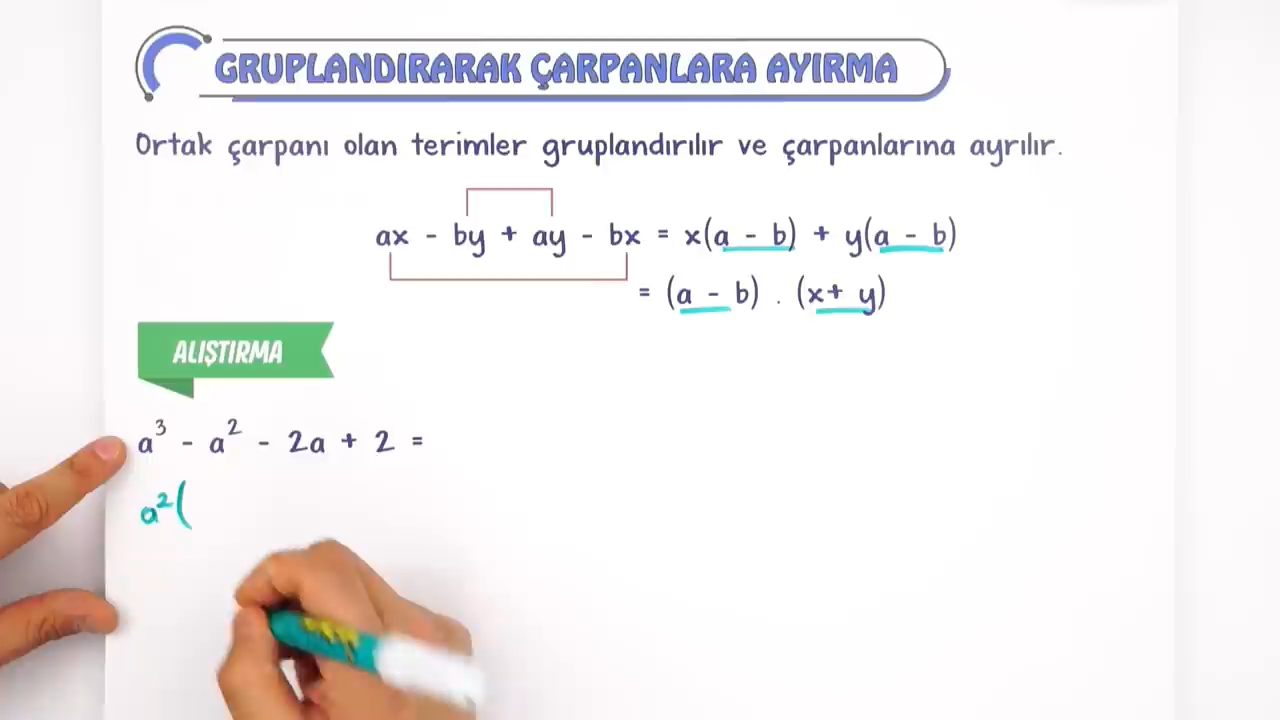 GRUPLANDIRARAK ÇARPANLARA AYIRMA
Ortak çarpanı olan terimler gruplandırılır ve çarpanlarına ayrılır.
ax - by + ay - bx = x(a - b) + y(a - b)
= (a - b) . (x + y)
ALIŞTIRMA
a³ - a² - 2a + 2 =
a²(